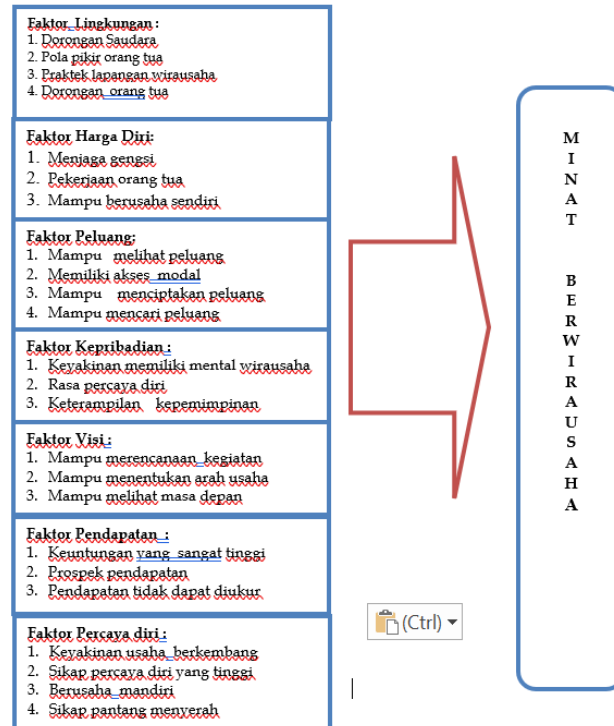 Faktor Lingkungan :
1. Dorongan Saudara
2. Pola pikir orang tua
3. Praktek lapangan wirausaha
4. Dorongan orang tua
Faktor Harga Diri:
1. Menjaga gengsi
2. Pekerjaan orang tua
3. Mampu berusaha sendiri
Faktor Peluang:
1. Mampu melihat peluang
2. Memiliki akses modal
3. Mampu menciptakan peluang
4. Mampu mencari peluang
Faktor Kepribadian :
1. Keyakinan memiliki mental wirausaha
2. Rasa percaya diri
3. Keterampilan kepemimpinan
Faktor Visi :
1. Mampu merencanaan kegiatan
2. Mampu menentukan arah usaha
3. Mampu melihat masa depan
Faktor Pendapatan :
1. Keuntungan yang sangat tinggi
2. Prospek pendapatan
3. Pendapatan tidak dapat diukur
Faktor Percaya diri :
1. Keyakinan usaha berkembang
2. Sikap percaya diri yang tinggi
3. Berusaha mandiri
4. Sikap pantang menyerah
(Ctrl)
MINAT
BERWIRAUSAHA